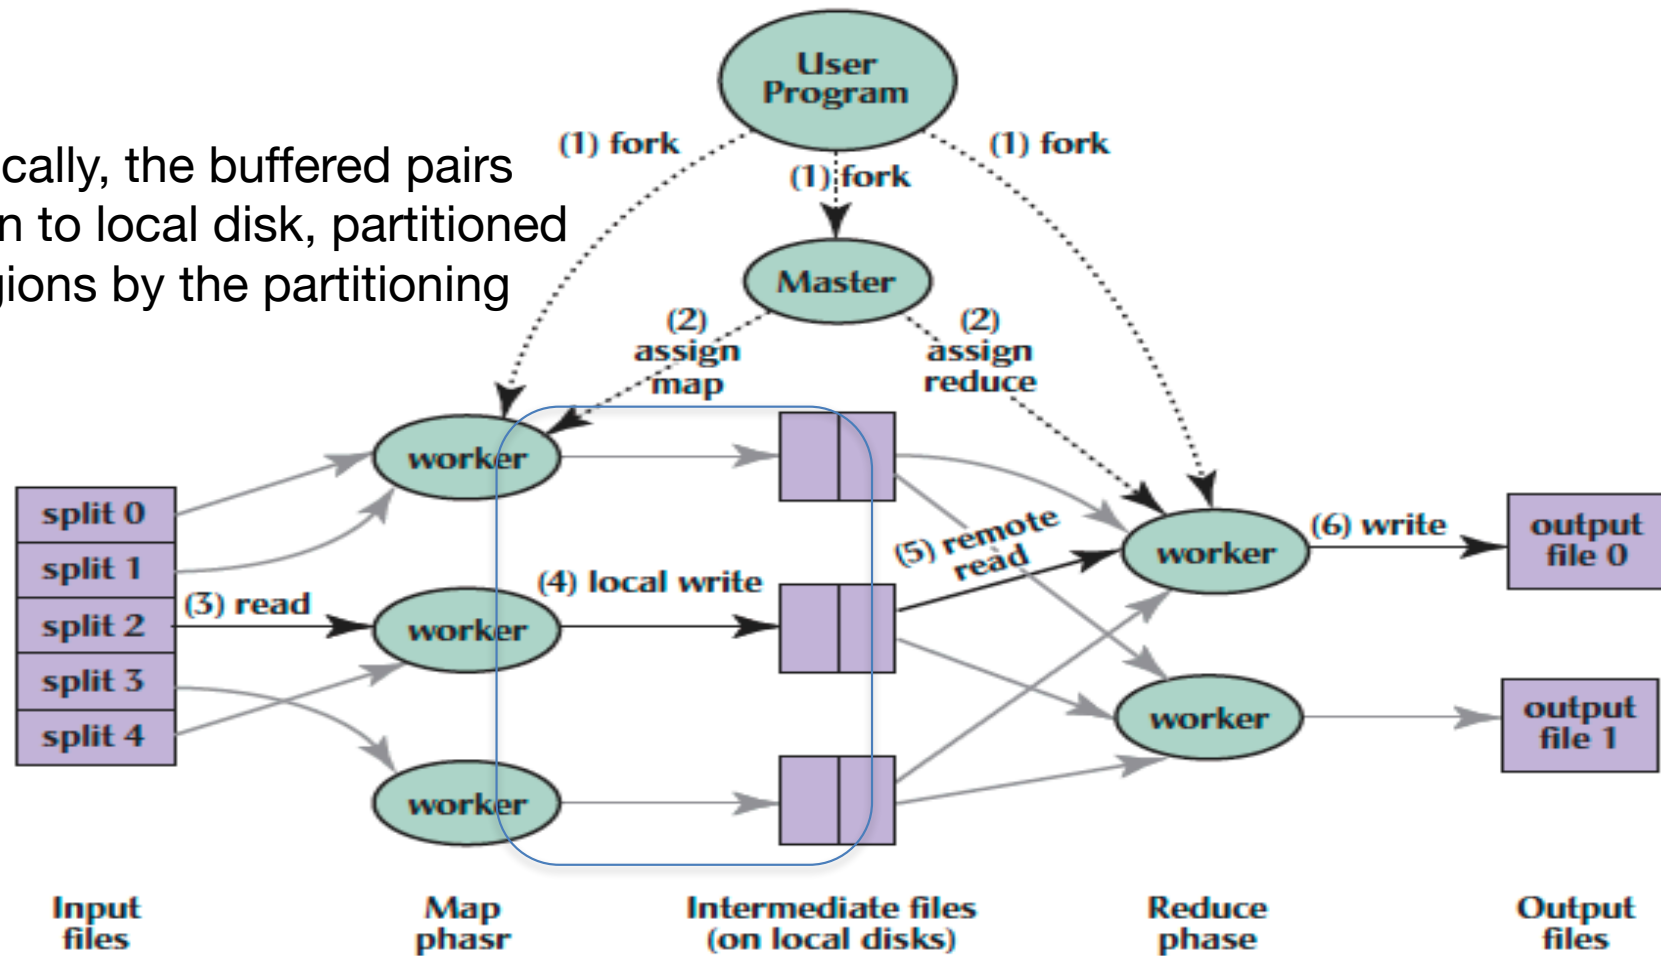 User
Program
cally, the buffered pairs
n to local disk, partitioned
gions by the partitioning
(1) fork
(1) fork
(1) fork
Master
(2)
assign
map
(2)
assign
reduce
worker
split 0
split 1
split 2
split 3
split 4
(3) read
worker
(4) local write
worker
(5) remote
read
worker
(6) write
output
file 0
worker
output
file 1
Input
files
Map
phasr
Intermediate files
(on local disks)
Reduce
phase
Output
files